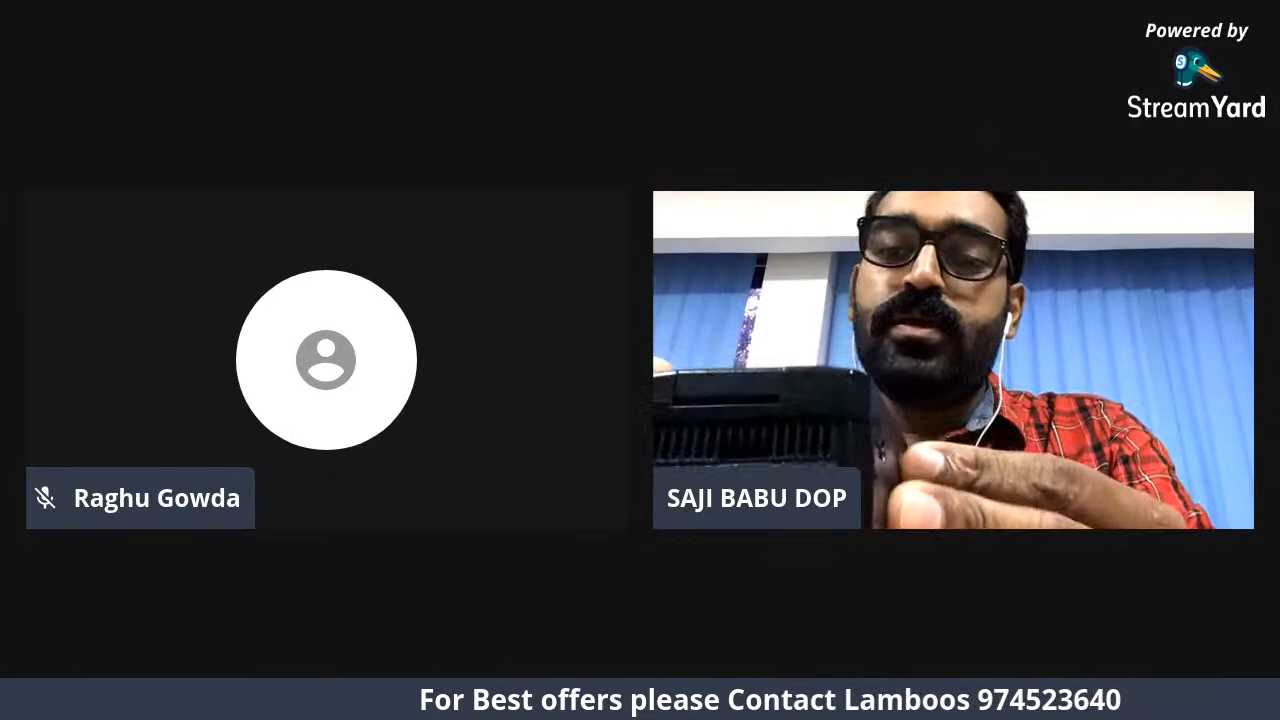 Powered by
StreamYard
Raghu Gowda
SAJI BABU DOP
For Best offers please Contact Lamboos 974523640